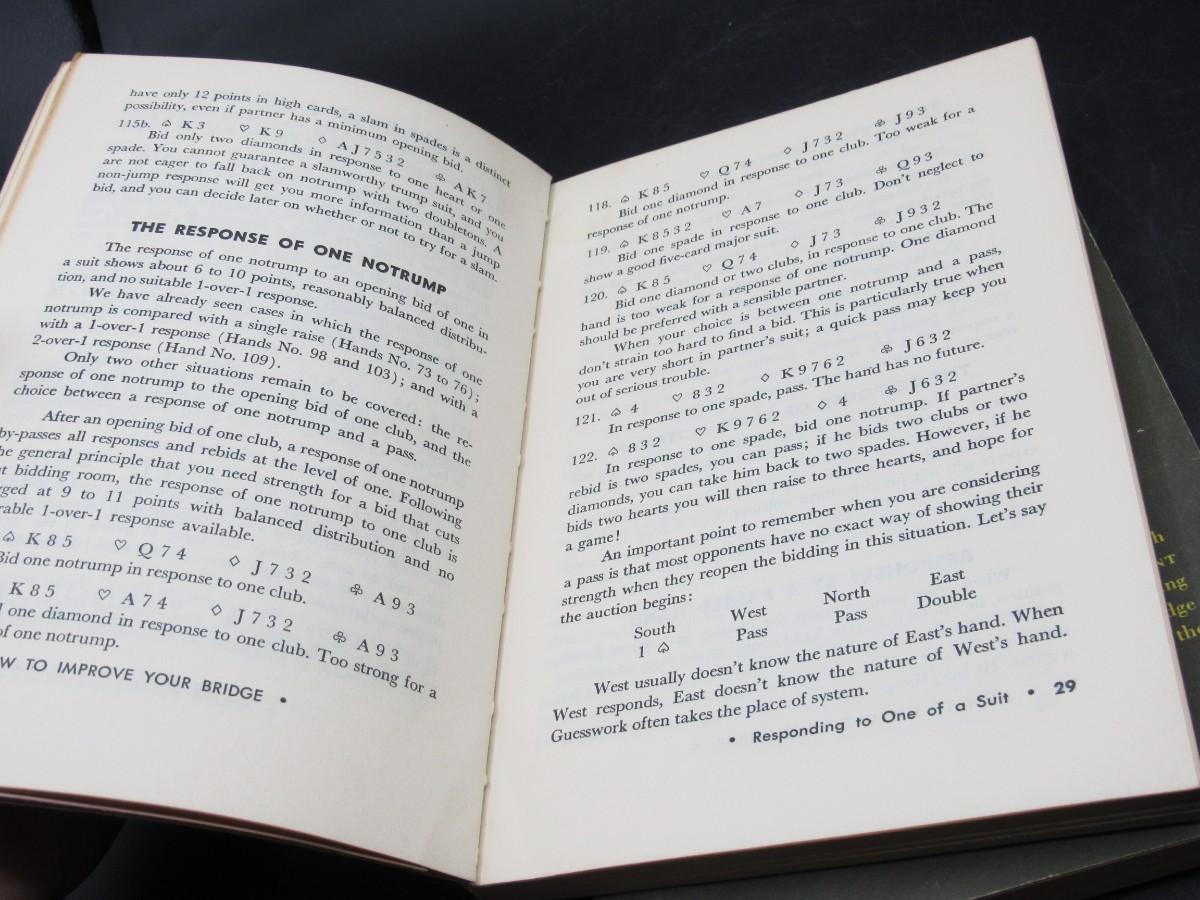 have only 12 points in high cards, a slam in spades is a distinct
possibility, even if partner has a minimum opening bid.
115b. ♤ K 3 ♡ K 9 ♢ A J 7 5 3 2 ♧ A K 7
Bid only two diamonds in response to one heart or one
spade. You cannot guarantee a slamworthy trump suit, and you
are not eager to fall back on notrump with two doubletons. A
non-jump response will get you more information than a jump
bid, and you can decide later on whether or not to try for a slam.
THE RESPONSE OF ONE NOTRUMP
The response of one notrump to an opening bid of one in
a suit shows about 6 to 10 points, reasonably balanced distribu-
tion, and no suitable 1-over-1 response.
We have already seen cases in which the response of one
notrump is compared with a single raise (Hands No. 73 to 76);
with a 1-over-1 response (Hands No. 98 and 103); and with a
2-over-1 response (Hand No. 109).
Only two other situations remain to be covered: the re-
sponse of one notrump to the opening bid of one club, and the
choice between a response of one notrump and a pass.
After an opening bid of one club, a response of one notrump
by-passes all responses and rebids at the level of one. Following
he general principle that you need strength for a bid that cuts
t bidding room, the response of one notrump to one club is
ged at 9 to 11 points with balanced distribution and no
rable 1-over-1 response available.
♤ K 8 5 ♡ Q 7 4 ♢ J 7 3 2 ♧ A 9 3
Bid one notrump in response to one club.
K 8 5 ♡ A 7 4 ♢ J 7 3 2 ♧ A 9 3
one diamond in response to one club. Too strong for a
of one notrump.
W TO IMPROVE YOUR BRIDGE •
118. ♤ K 8 5 ♡ Q 7 4 ♢ J 7 3 2 ♧ J 9 3
Bid one diamond in response to one club. Too weak for a
response of one notrump.
119. ♤ K 8 5 3 2 ♡ A 7 ♢ J 7 3 ♧ Q 9 3
Bid one spade in response to one club. Don't neglect to
show a good five-card major suit.
120. ♤ K 8 5 ♡ Q 7 4 ♢ J 7 3 ♧ J 9 3 2
Bid one diamond or two clubs, in response to one club. The
hand is too weak for a response of one notrump. One diamond
should be preferred with a sensible partner.
When your choice is between one notrump and a pass,
don't strain too hard to find a bid. This is particularly true when
you are very short in partner's suit; a quick pass may keep you
out of serious trouble.
121. ♤ 4 ♡ 8 3 2 ♢ K 9 7 6 2 ♧ J 6 3 2
In response to one spade, pass. The hand has no future.
122. ♤ 8 3 2 ♡ K 9 7 6 2 ♢ 4 ♧ J 6 3 2
In response to one spade, bid one notrump. If partner's
rebid is two spades, you can pass; if he bids two clubs or two
diamonds, you can take him back to two spades. However, if he
bids two hearts you will then raise to three hearts, and hope for
a game!
An important point to remember when you are considering
a pass is that most opponents have no exact way of showing their
strength when they reopen the bidding in this situation. Let's say
the auction begins:
South West North East
1 ♤ Pass Pass Double
West usually doesn't know the nature of East's hand. When
West responds, East doesn't know the nature of West's hand.
Guesswork often takes the place of system.
• Responding to One of a Suit • 29
h
NT
ng
dge
the